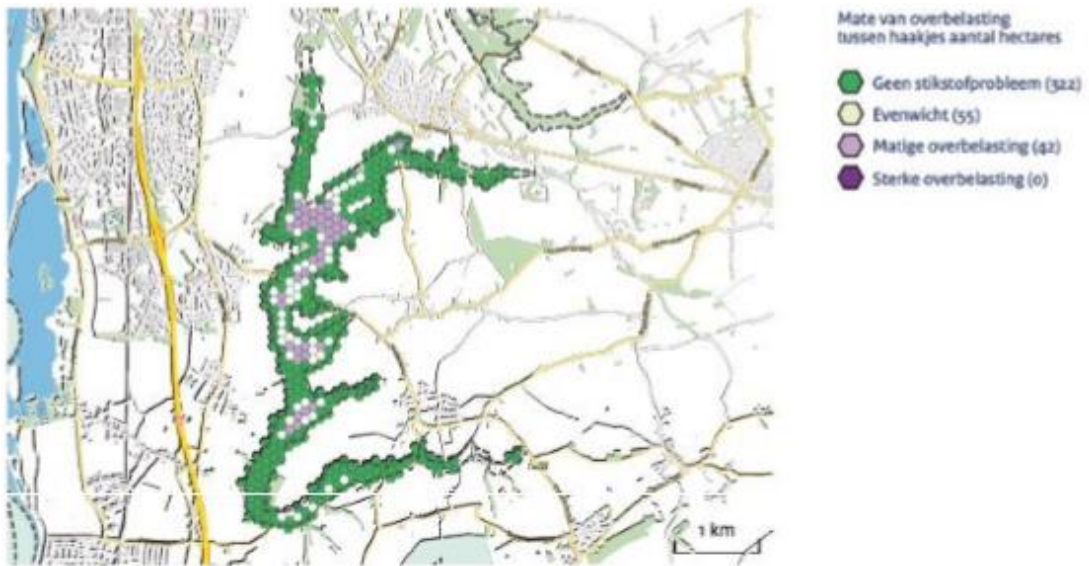 Mate van overbelasting
tussen haakjes aantal hectares
Geen stikstofprobleem (322)
Evenwicht (55)
Matige overbelasting (42)
Sterke overbelasting (0)
1 km